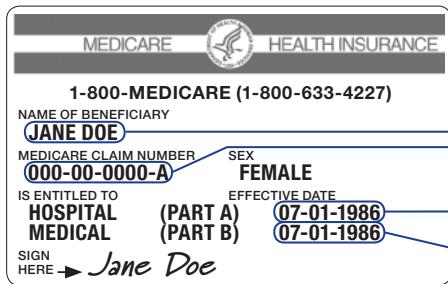 MEDICARE HEALTH INSURANCE
1-800-MEDICARE (1-800-633-4227)
NAME OF BENEFICIARY
JANE DOE
MEDICARE CLAIM NUMBER SEX
000-00-0000-A FEMALE
IS ENTITLED TO EFFECTIVE DATE
HOSPITAL (PART A) 07-01-1986
MEDICAL (PART B) 07-01-1986
SIGN
HERE Jane Doe